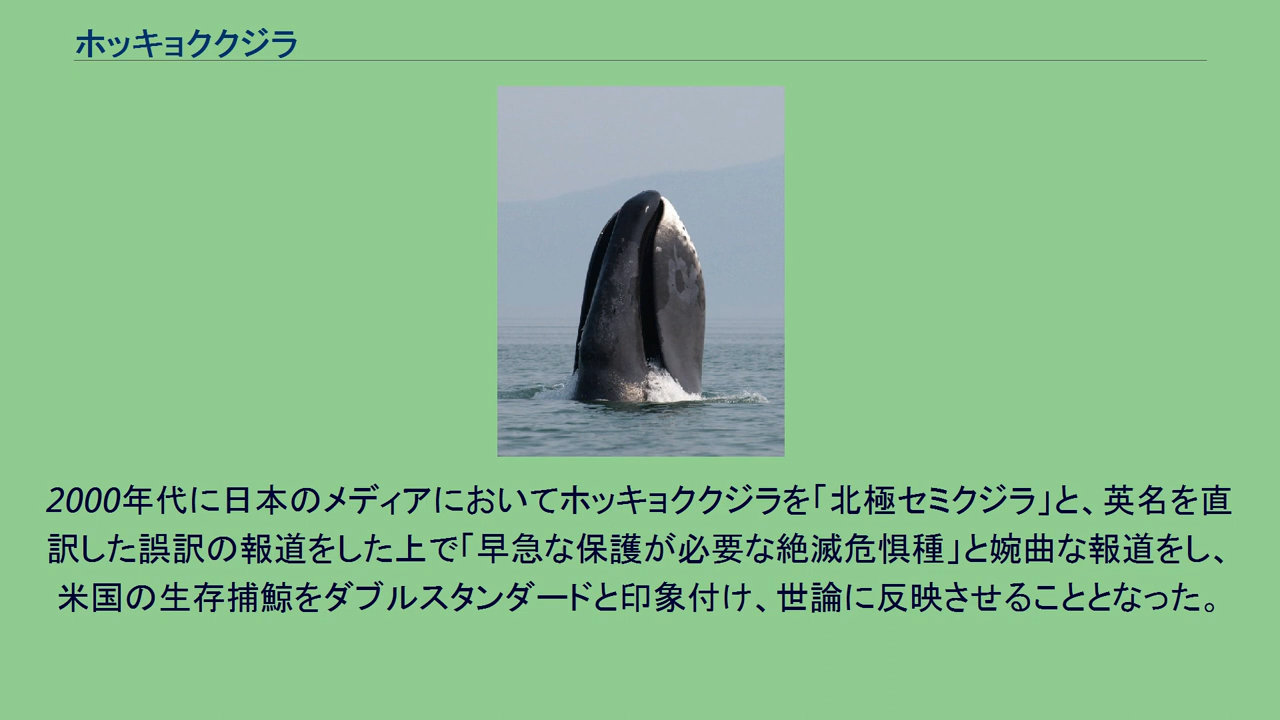 ホッキョククジラ
2000年代に日本のメディアにおいてホッキョククジラを「北極セミクジラ」と、英名を直
訳した誤訳の報道をした上で「早急な保護が必要な絶滅危惧種」と婉曲な報道をし、
米国の生存捕鯨をダブルスタンダードと印象付け、世論に反映させることとなった。